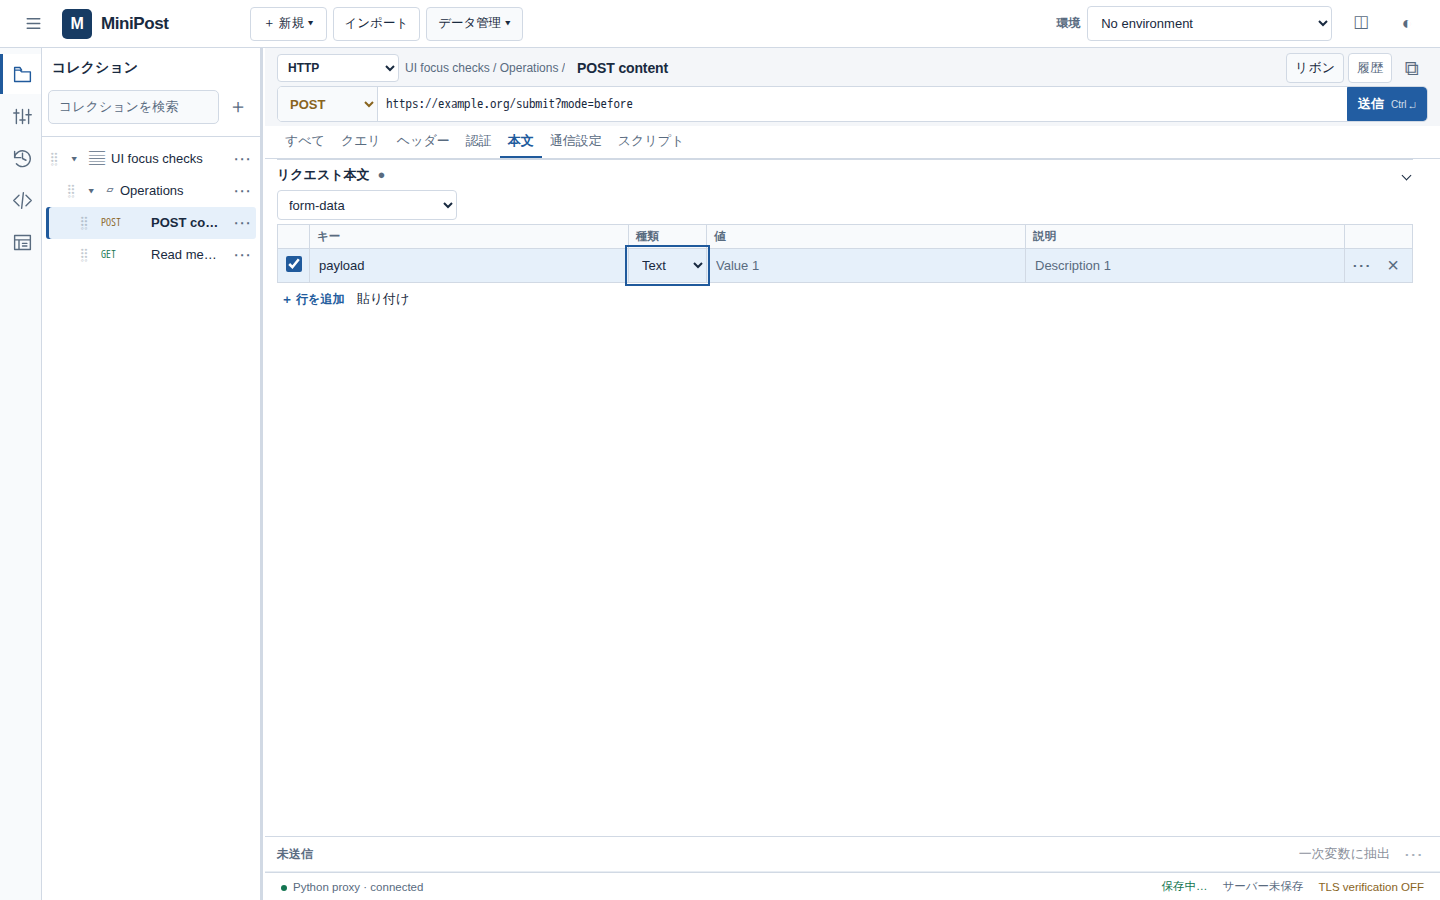 M MiniPost ＋ 新規 ▾ インポート データ管理 ▾ 環境 No environment
コレクション
コレクションを検索 ＋
UI focus checks ···
Operations ···
POST POST co… ···
GET Read me… ···
HTTP UI focus checks / Operations / POST content リボン 履歴
POST https://example.org/submit?mode=before 送信 Ctrl ⏎
すべて クエリ ヘッダー 認証 本文 通信設定 スクリプト
リクエスト本文 ●
form-data
キー 種類 値 説明
payload Text Value 1 Description 1 ··· ✕
＋ 行を追加 貼り付け
未送信 一次変数に抽出 ···
● Python proxy · connected 保存中… サーバー未保存 TLS verification OFF